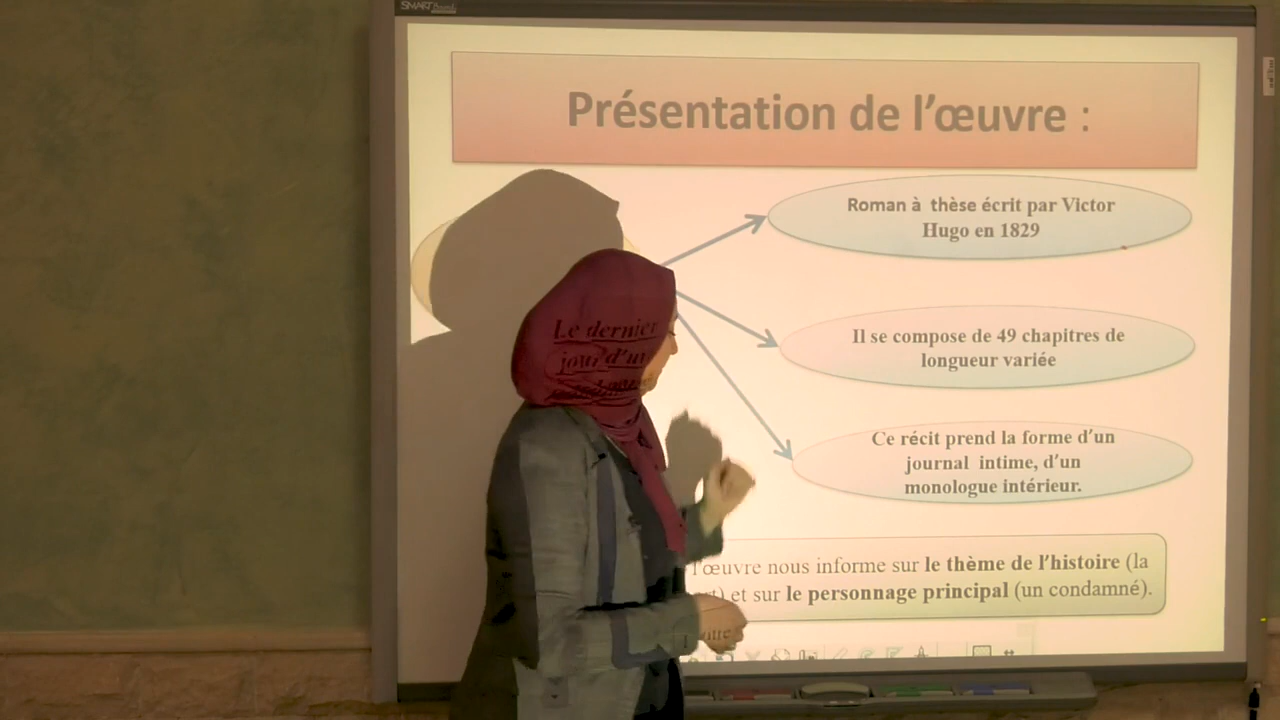 SMART Board
Présentation de l'œuvre :
Roman à thèse écrit par Victor
Hugo en 1829
Le dernier
jour d'un
Il se compose de 49 chapitres de
longueur variée
Ce récit prend la forme d'un
journal intime, d'un
monologue intérieur.
l'œuvre nous informe sur le thème de l'histoire (la
et sur le personnage principal (un condamné).